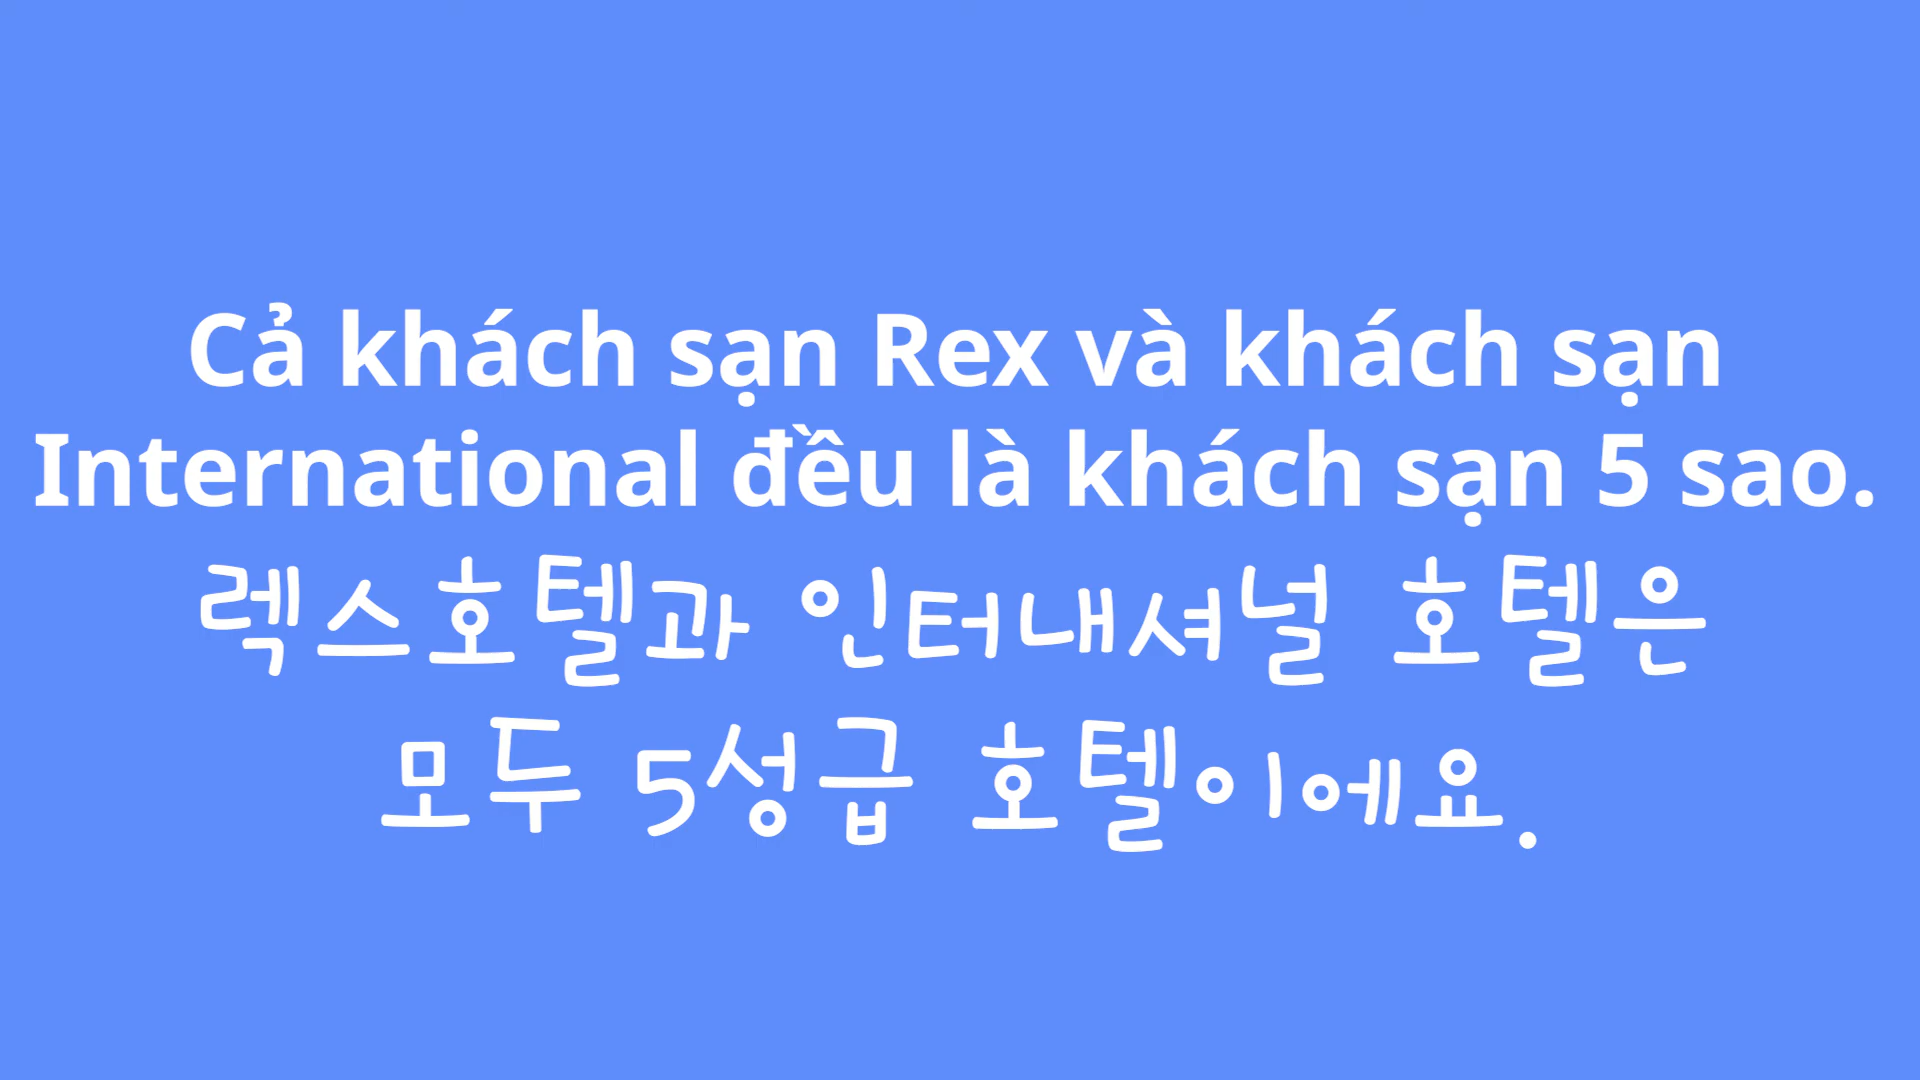 Cả khách sạn Rex và khách sạn
International đều là khách sạn 5 sao.
렉스호텔과 인터내셔널 호텔은
모두 5성급 호텔이에요.